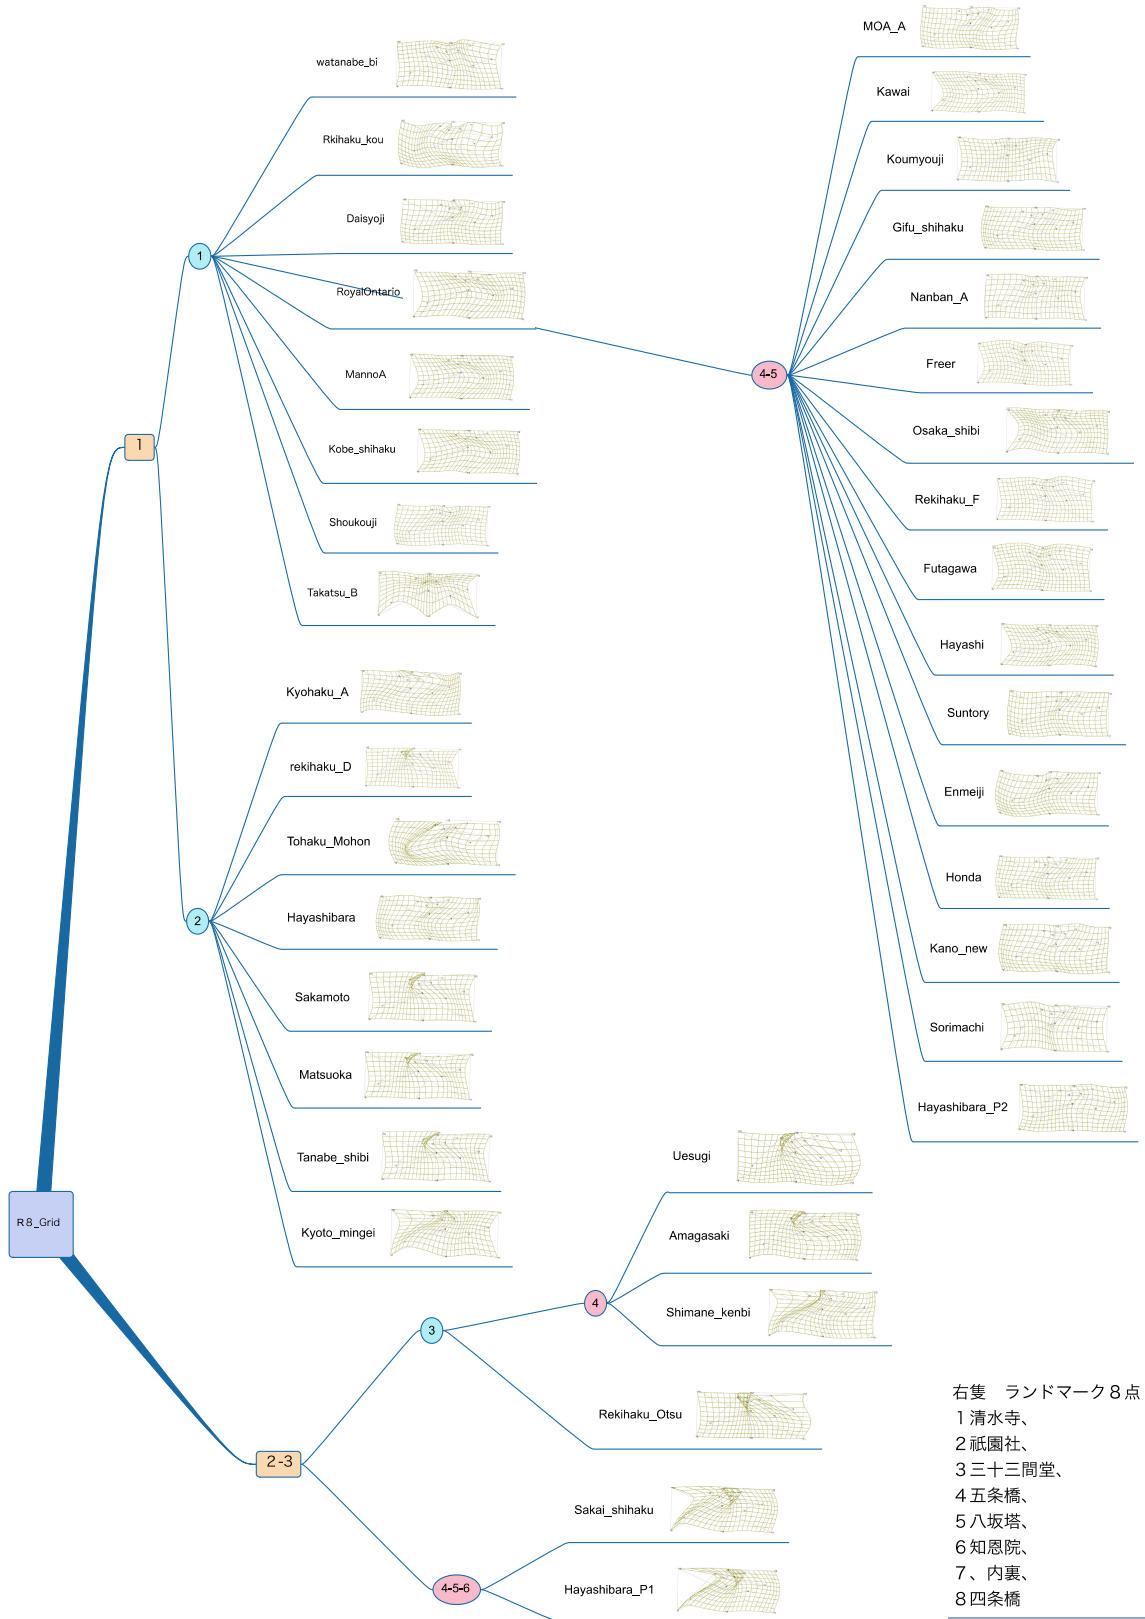 MOA_A
watanabe_bi
Kawai
Rkihaku_kou
Koumyouji
Daisyoji
Gifu_shihaku
1
RoyalOntario
Nanban_A
MannoA
4-5
Freer
Osaka_shibi
1
Kobe_shihaku
Rekihaku_F
Shoukouji
Futagawa
Takatsu_B
Hayashi
Kyohaku_A
Suntory
rekihaku_D
Enmeiji
Tohaku_Mohon
Honda
2
Hayashibara
Kano_new
Sakamoto
Sorimachi
Matsuoka
Hayashibara_P2
Tanabe_shibi
Uesugi
R8_Grid
Kyoto_mingei
Amagasaki
4
Shimane_kenbi
3
Rekihaku_Otsu
2-3
Sakai_shihaku
4-5-6
Hayashibara_P1
右隻　ランドマーク8点
1清水寺、
2祇園社、
3三十三間堂、
4五条橋、
5八坂塔、
6知恩院、
7、内裏、
8四条橋